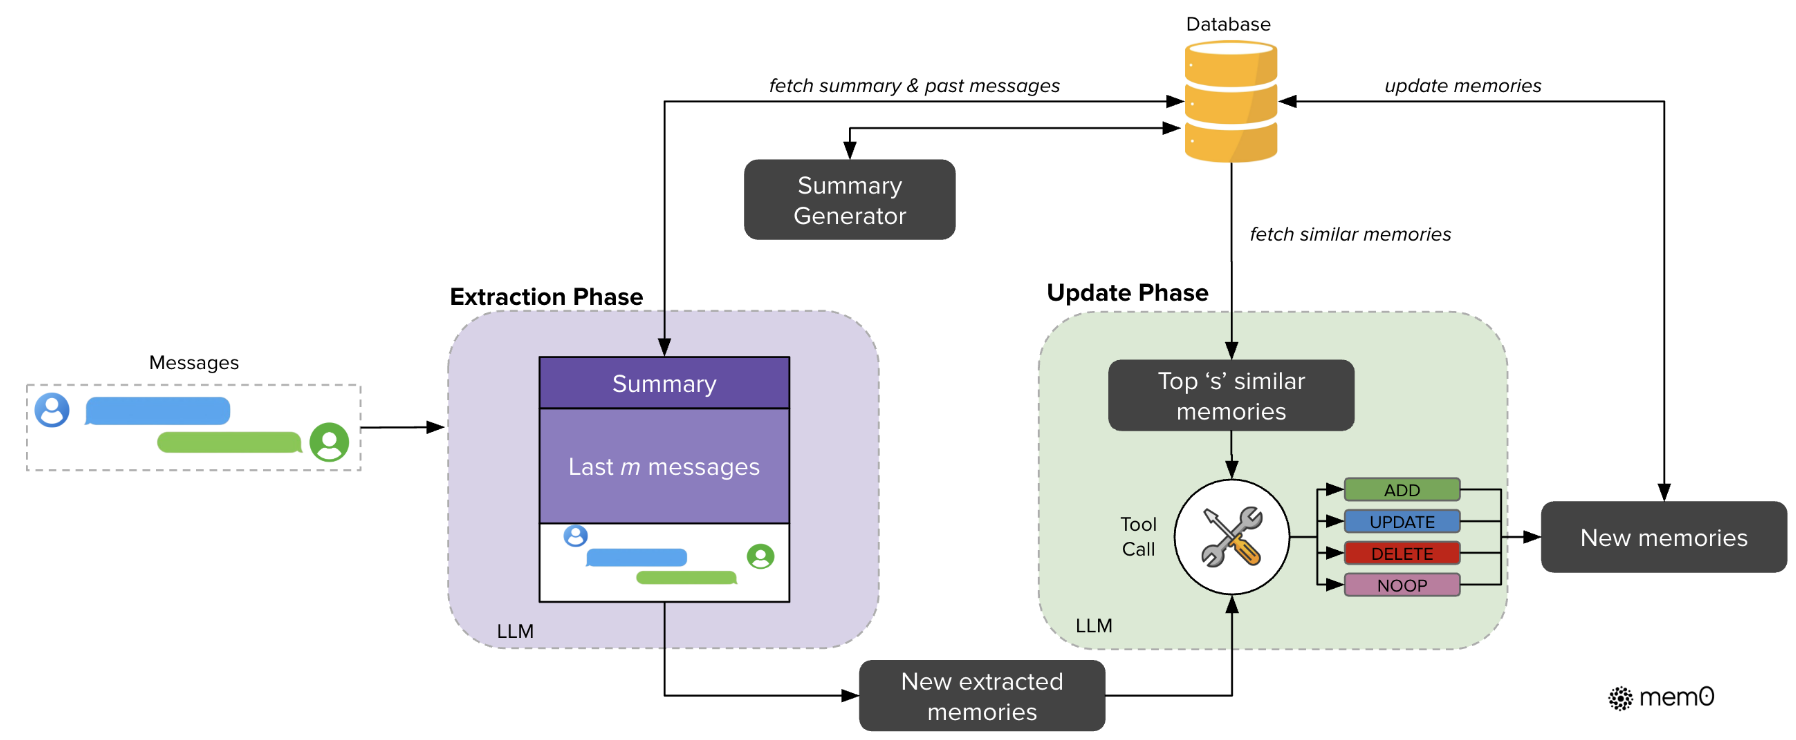 Database
fetch summary & past messages
update memories
Summary
Generator
fetch similar memories
Extraction Phase
Update Phase
Messages
Summary
Last m messages
LLM
Top ‘s’ similar
memories
Tool
Call
ADD
UPDATE
DELETE
NOOP
LLM
New memories
New extracted
memories
mem0